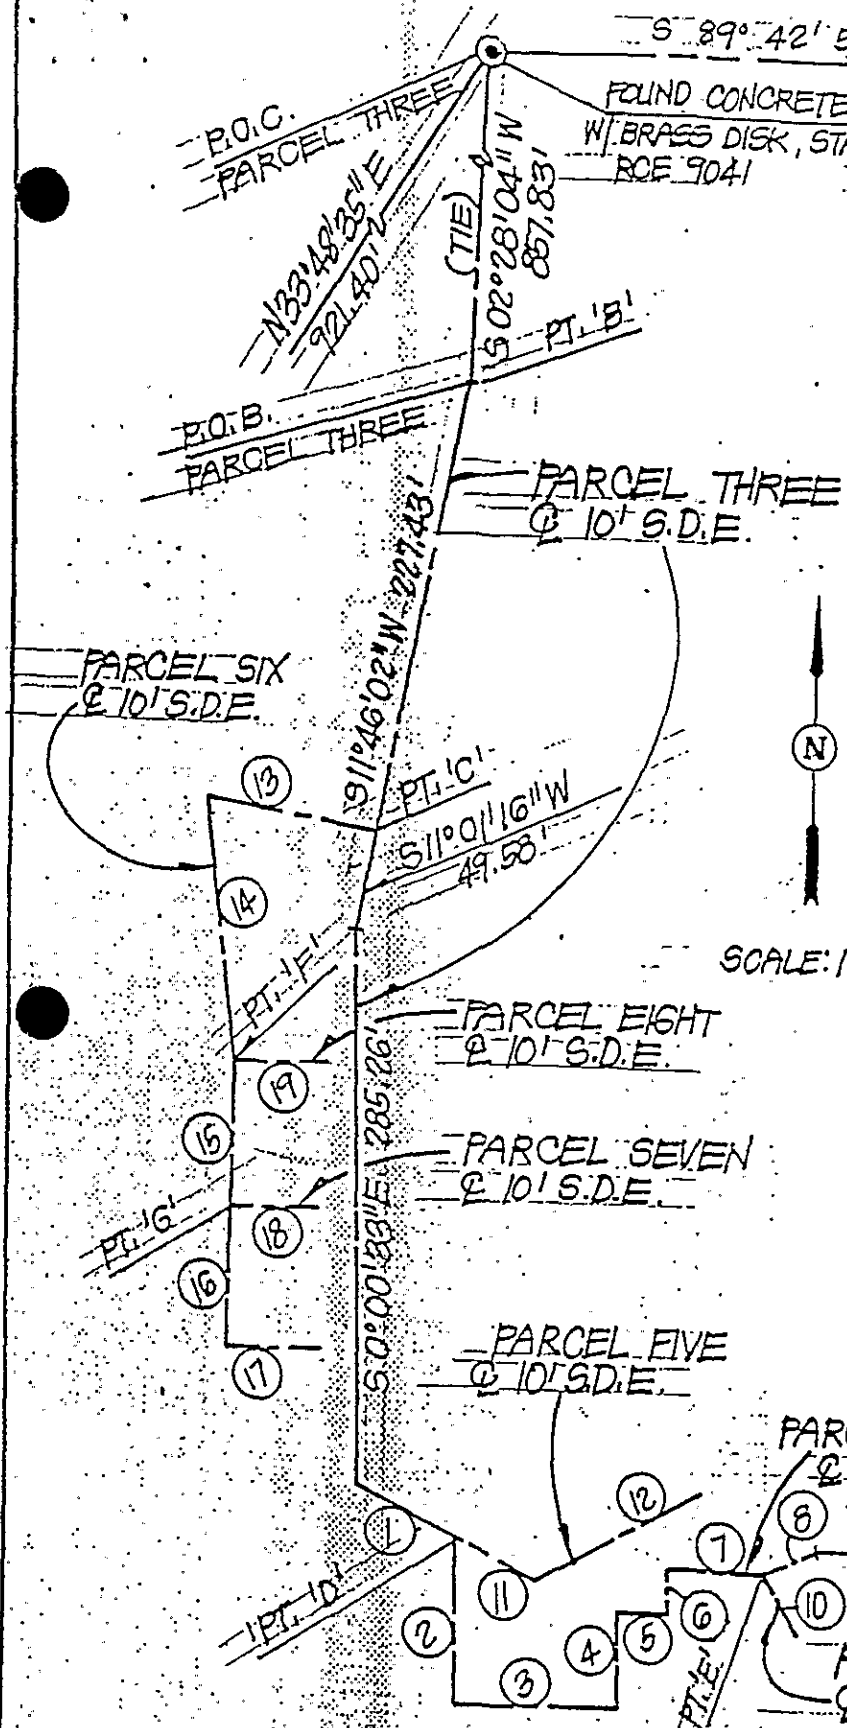 S 89° 42' 5
FOUND CONCRETE
W/ BRASS DISK, STA
RCE 9041
P.O.C.
PARCEL THREE
N33°48'35"E
921.40'
(TIE)
S 02°28'04" W
857.83'
PT. 'B'
P.O.B.
PARCEL THREE
PARCEL THREE
℄ 10' S.D.E.
S11°46'02"W 227.43'
PARCEL SIX
℄ 10' S.D.E.
N
13
PT. 'C'
S11°01'16"W
49.58'
14
SCALE: 1
PT. 'F'
PARCEL EIGHT
℄ 10' S.D.E.
19
15
S 0°00'33"E 285.26'
PARCEL SEVEN
℄ 10' S.D.E.
PT. 'G'
18
16
17
PARCEL FIVE
℄ 10' S.D.E.
PAR
℄
12
1
7
8
11
PT. 'D'
2
3
4
5
6
10
PT. 'E'